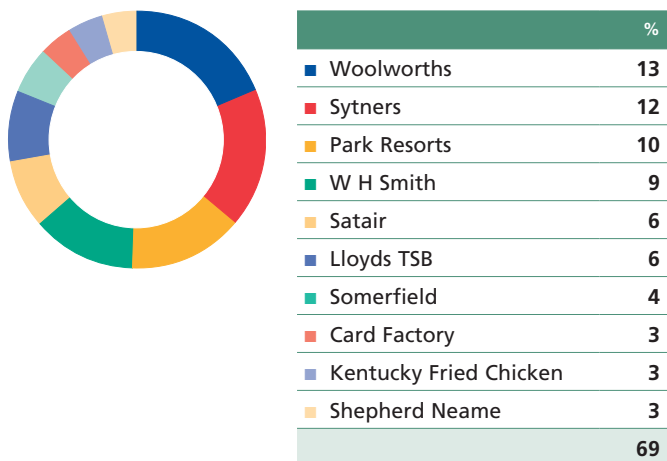 %
Woolworths 13
Sytners 12
Park Resorts 10
W H Smith 9
Satair 6
Lloyds TSB 6
Somerfield 4
Card Factory 3
Kentucky Fried Chicken 3
Shepherd Neame 3
69